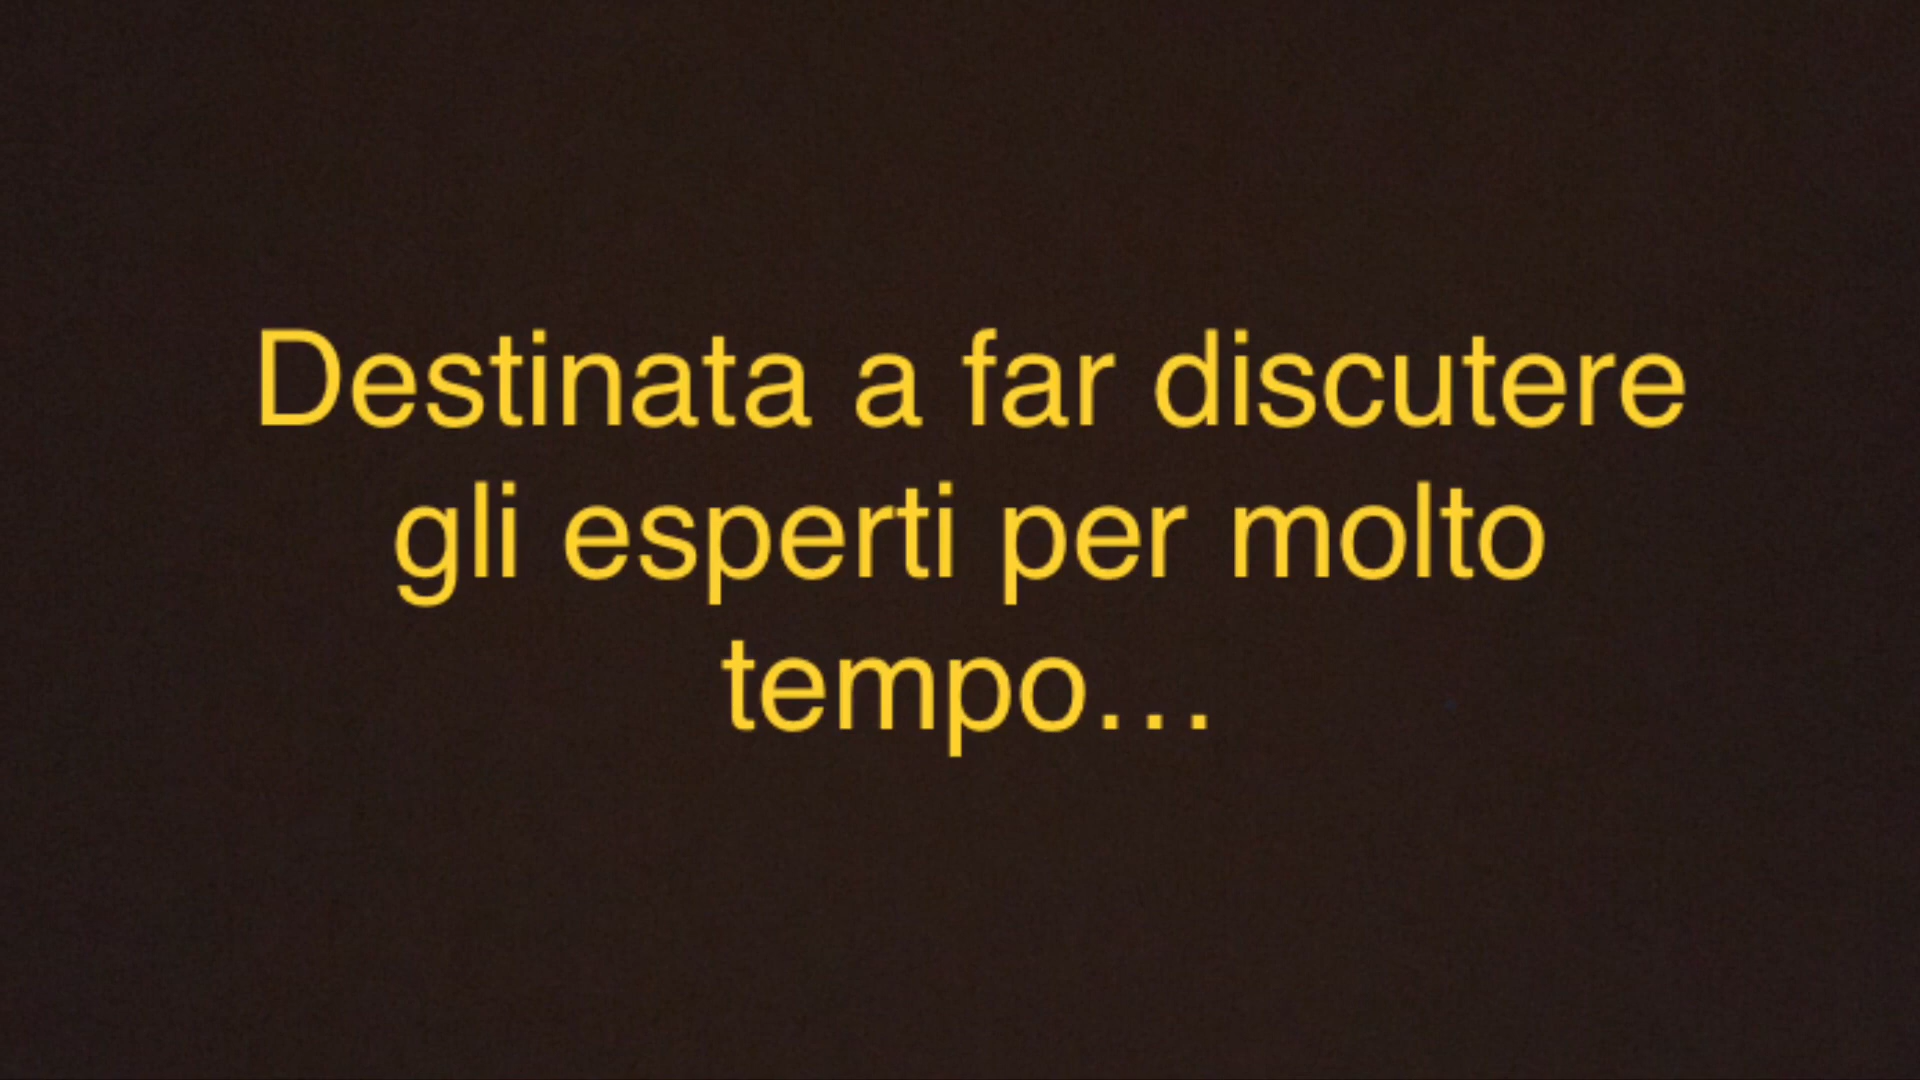 Destinata a far discutere
gli esperti per molto
tempo…